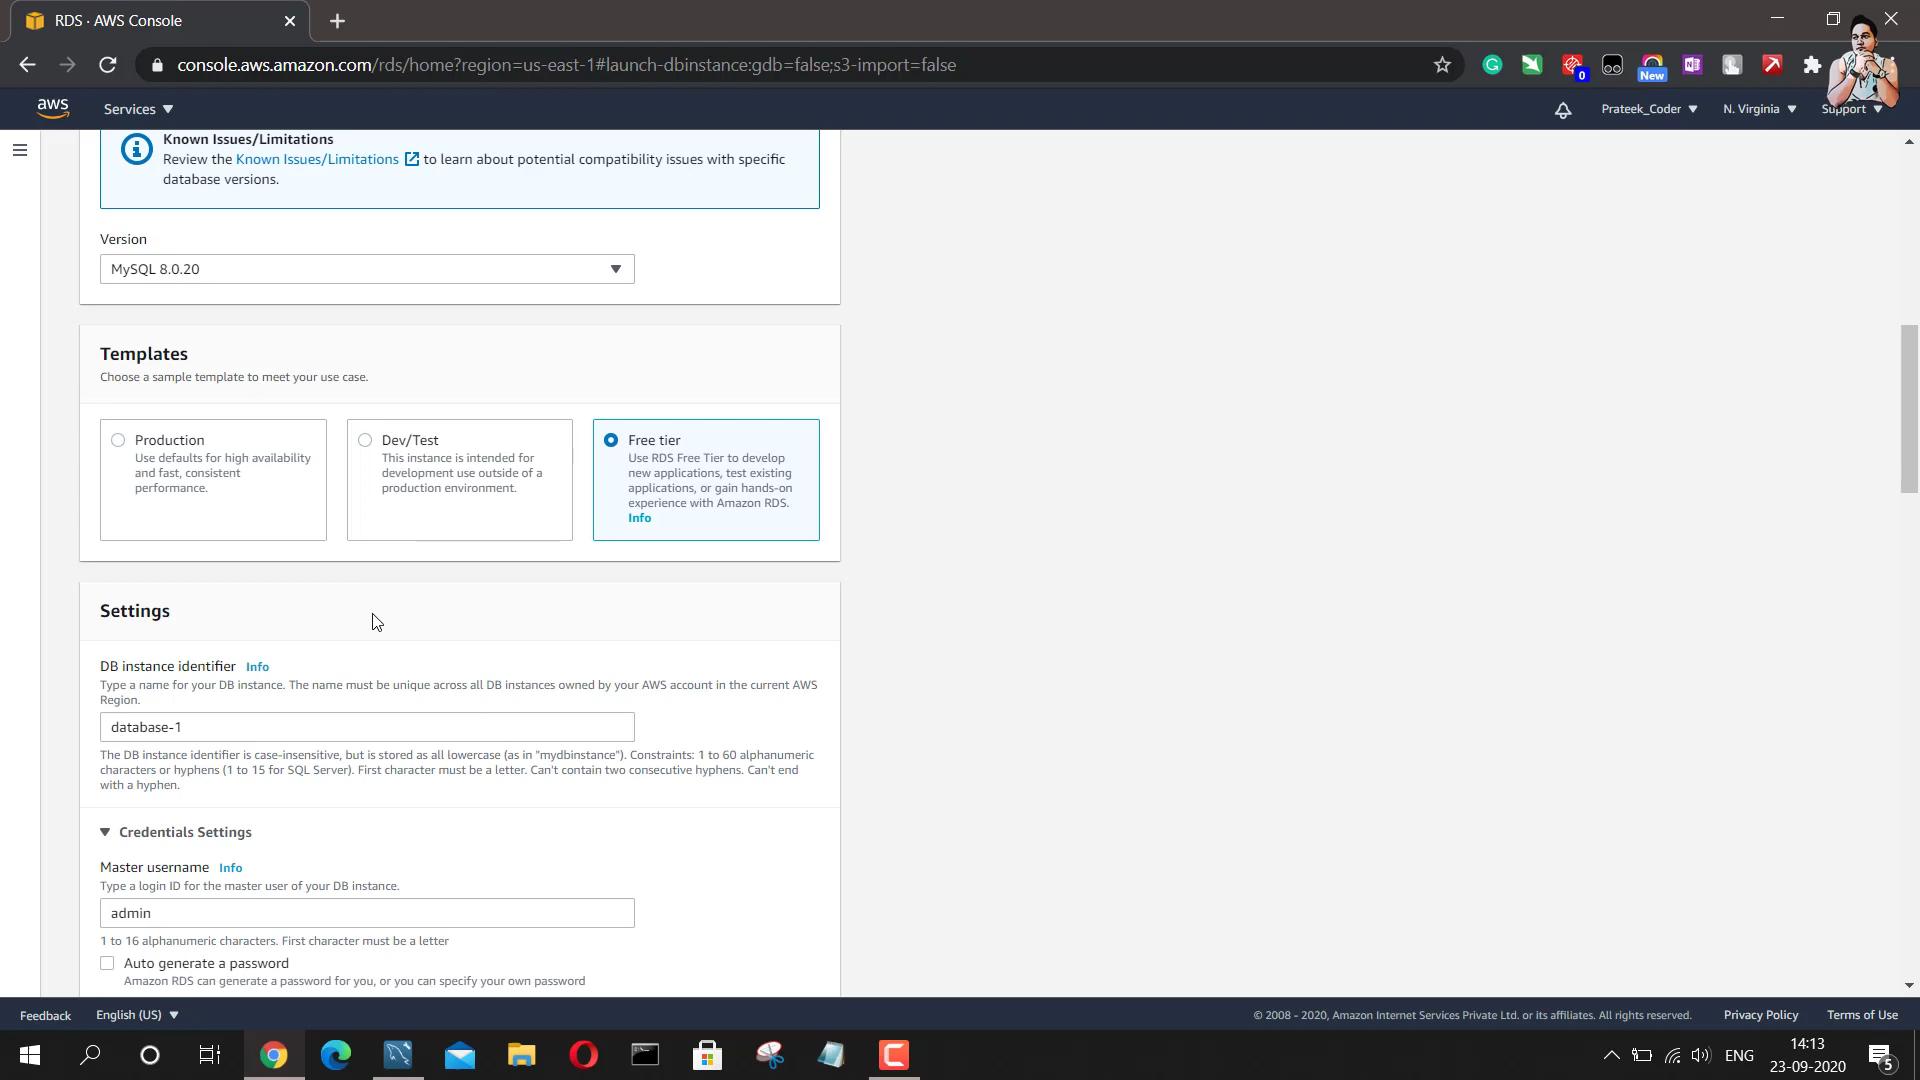 RDS · AWS Console
console.aws.amazon.com/rds/home?region=us-east-1#launch-dbinstance:gdb=false;s3-import=false
0
New
aws
Services
Prateek_Coder
N. Virginia
Support
Known Issues/Limitations
Review the Known Issues/Limitations to learn about potential compatibility issues with specific
database versions.
Version
MySQL 8.0.20
Templates
Choose a sample template to meet your use case.
Production
Use defaults for high availability
and fast, consistent
performance.
Dev/Test
This instance is intended for
development use outside of a
production environment.
Free tier
Use RDS Free Tier to develop
new applications, test existing
applications, or gain hands-on
experience with Amazon RDS.
Info
Settings
DB instance identifier Info
Type a name for your DB instance. The name must be unique across all DB instances owned by your AWS account in the current AWS
Region.
database-1
The DB instance identifier is case-insensitive, but is stored as all lowercase (as in "mydbinstance"). Constraints: 1 to 60 alphanumeric
characters or hyphens (1 to 15 for SQL Server). First character must be a letter. Can't contain two consecutive hyphens. Can't end
with a hyphen.
Credentials Settings
Master username Info
Type a login ID for the master user of your DB instance.
admin
1 to 16 alphanumeric characters. First character must be a letter
Auto generate a password
Amazon RDS can generate a password for you, or you can specify your own password
Feedback
English (US)
© 2008 - 2020, Amazon Internet Services Private Ltd. or its affiliates. All rights reserved.
Privacy Policy
Terms of Use
ENG
14:13
23-09-2020
5